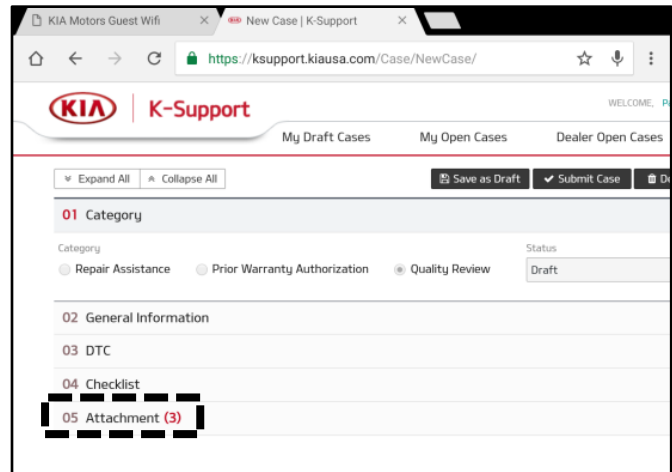 KIA Motors Guest Wifi New Case | K-Support
https://ksupport.kiausa.com/Case/NewCase/
KIA K-Support
WELCOME,
My Draft Cases My Open Cases Dealer Open Cases
Expand All Collapse All Save as Draft Submit Case
01 Category
Category Status
Repair Assistance Prior Warranty Authorization Quality Review Draft
02 General Information
03 DTC
04 Checklist
05 Attachment (3)